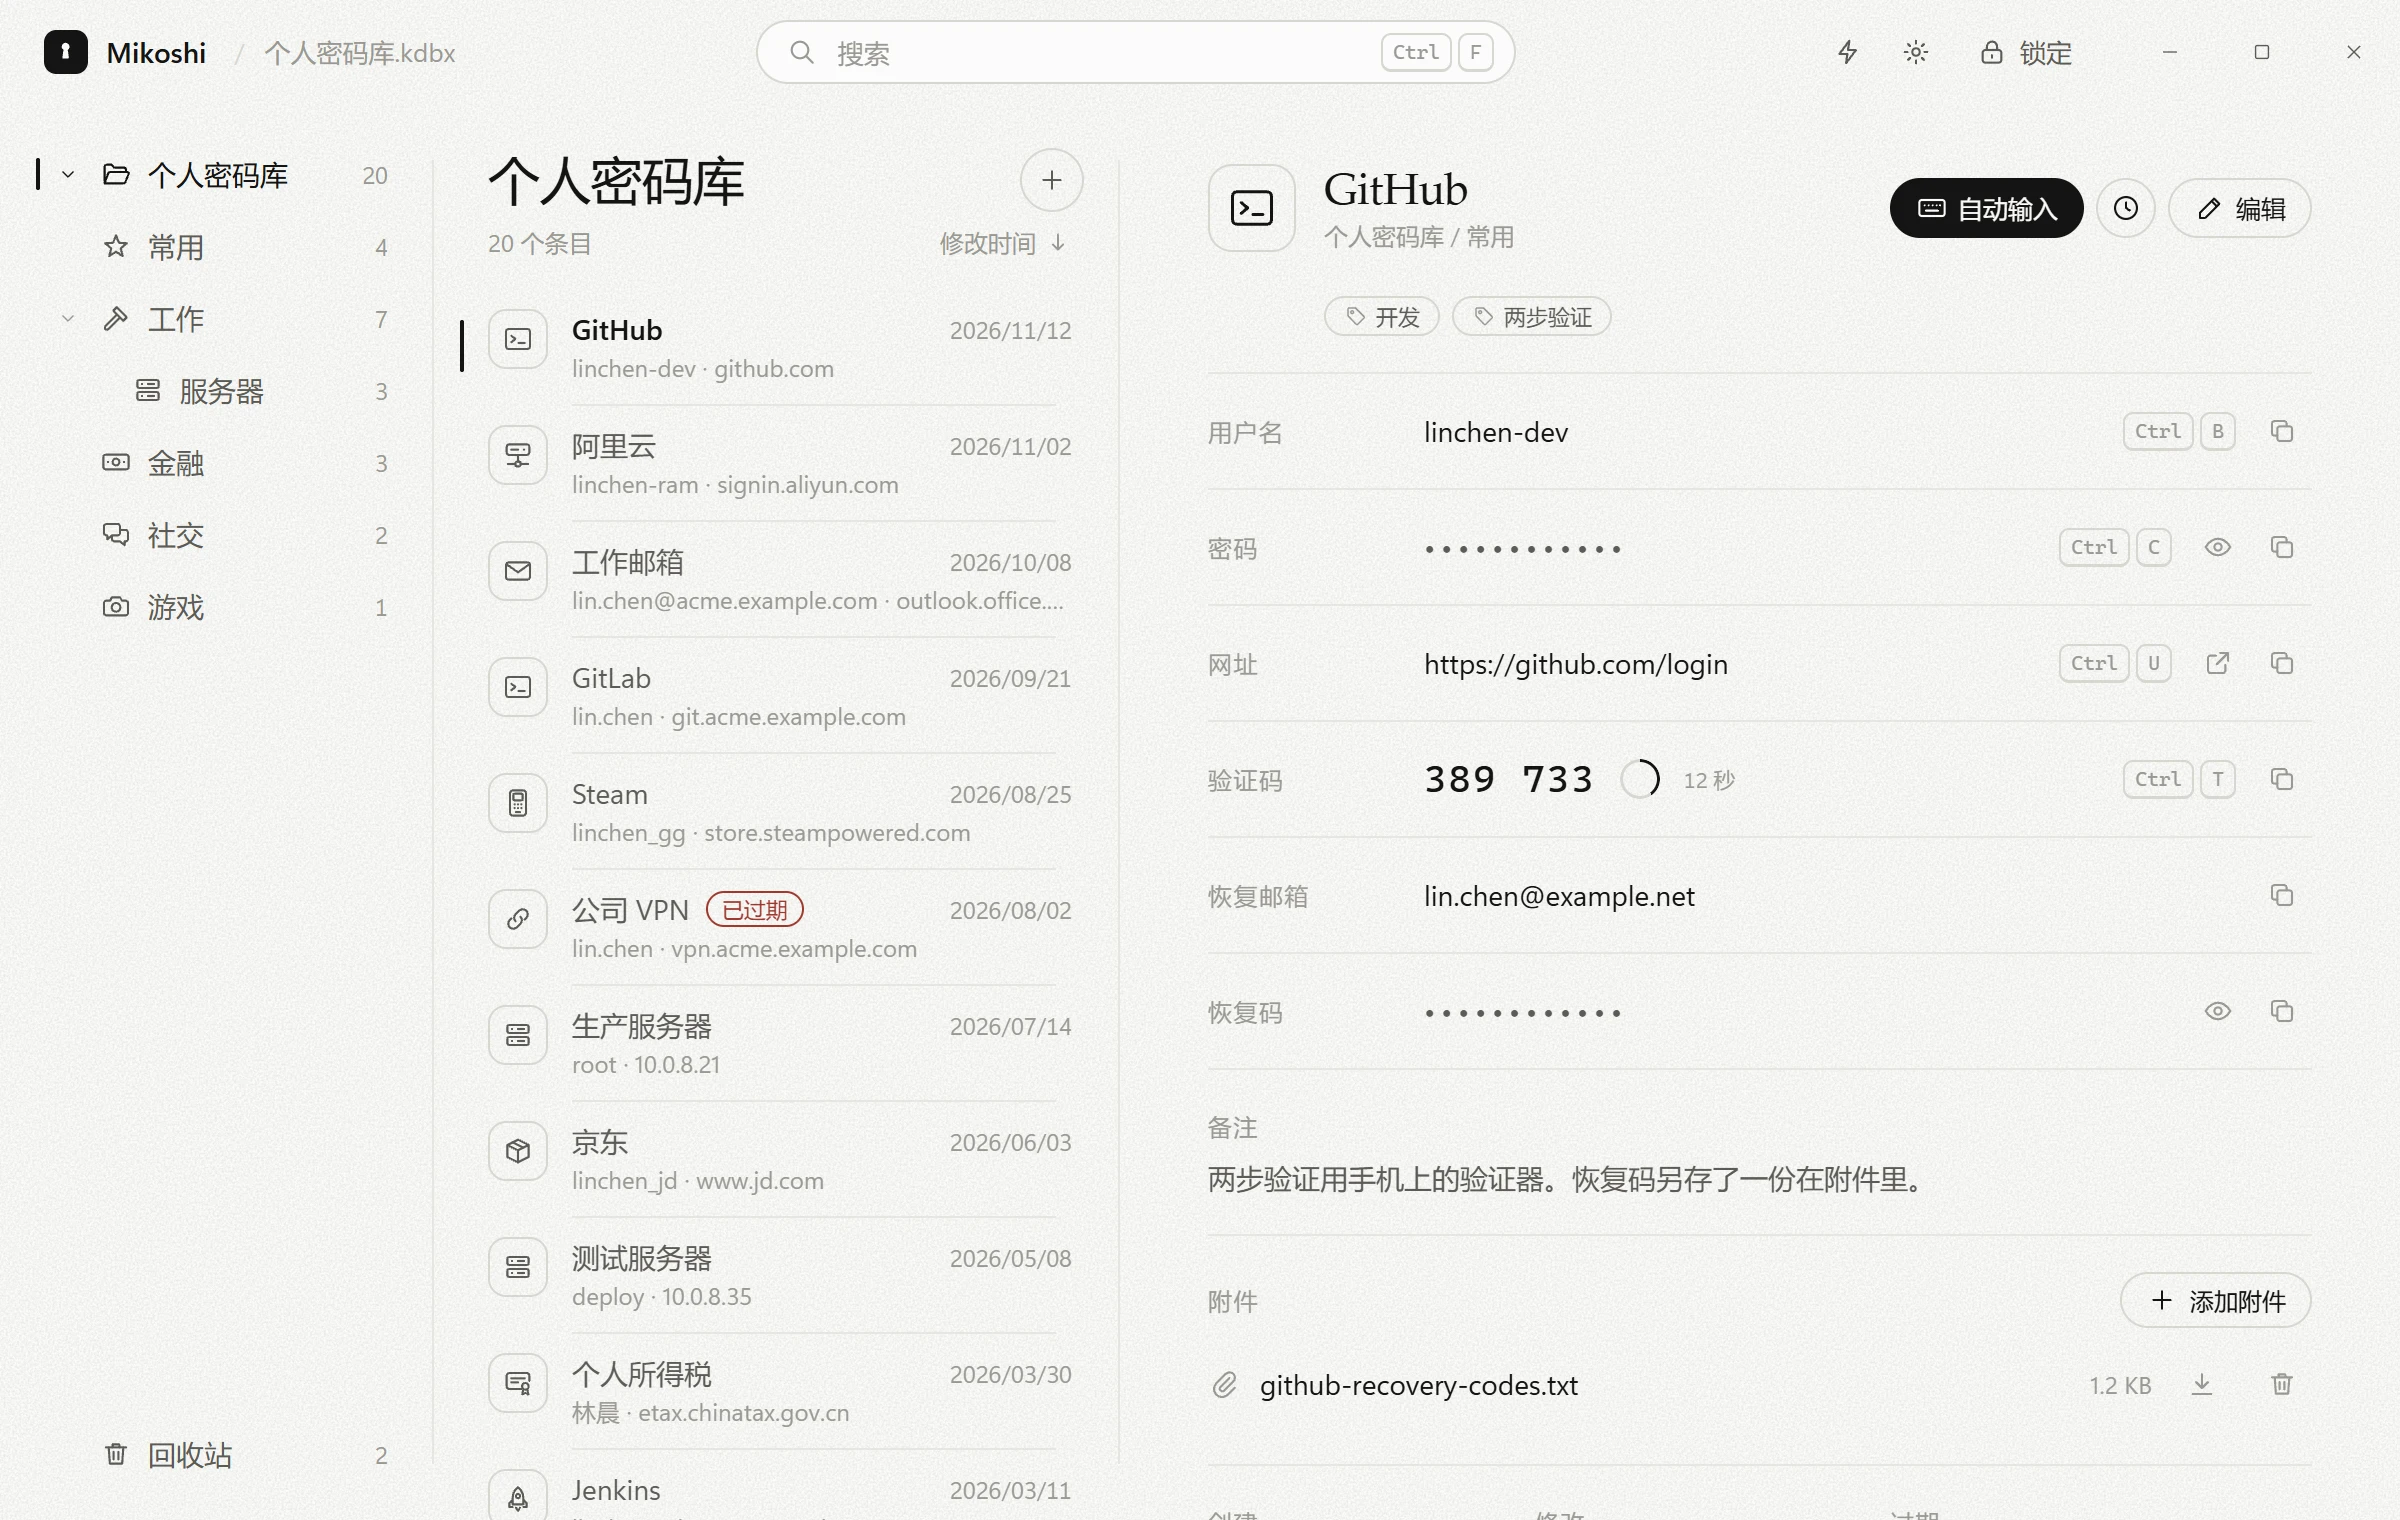 Mikoshi / 个人密码库.kdbx
搜索 Ctrl F
锁定
个人密码库 20
常用 4
工作 7
服务器 3
金融 3
社交 2
游戏 1
回收站 2
个人密码库
20 个条目 修改时间
GitHub 2026/11/12
linchen-dev · github.com
阿里云 2026/11/02
linchen-ram · signin.aliyun.com
工作邮箱 2026/10/08
lin.chen@acme.example.com · outlook.office....
GitLab 2026/09/21
lin.chen · git.acme.example.com
Steam 2026/08/25
linchen_gg · store.steampowered.com
公司 VPN 已过期 2026/08/02
lin.chen · vpn.acme.example.com
生产服务器 2026/07/14
root · 10.0.8.21
京东 2026/06/03
linchen_jd · www.jd.com
测试服务器 2026/05/08
deploy · 10.0.8.35
个人所得税 2026/03/30
林晨 · etax.chinatax.gov.cn
Jenkins 2026/03/11
GitHub
个人密码库 / 常用
自动输入 编辑
开发 两步验证
用户名 linchen-dev Ctrl B
密码 •••••••••••• Ctrl C
网址 https://github.com/login Ctrl U
验证码 389 733 12 秒 Ctrl T
恢复邮箱 lin.chen@example.net
恢复码 ••••••••••••
备注
两步验证用手机上的验证器。恢复码另存了一份在附件里。
附件 添加附件
github-recovery-codes.txt 1.2 KB